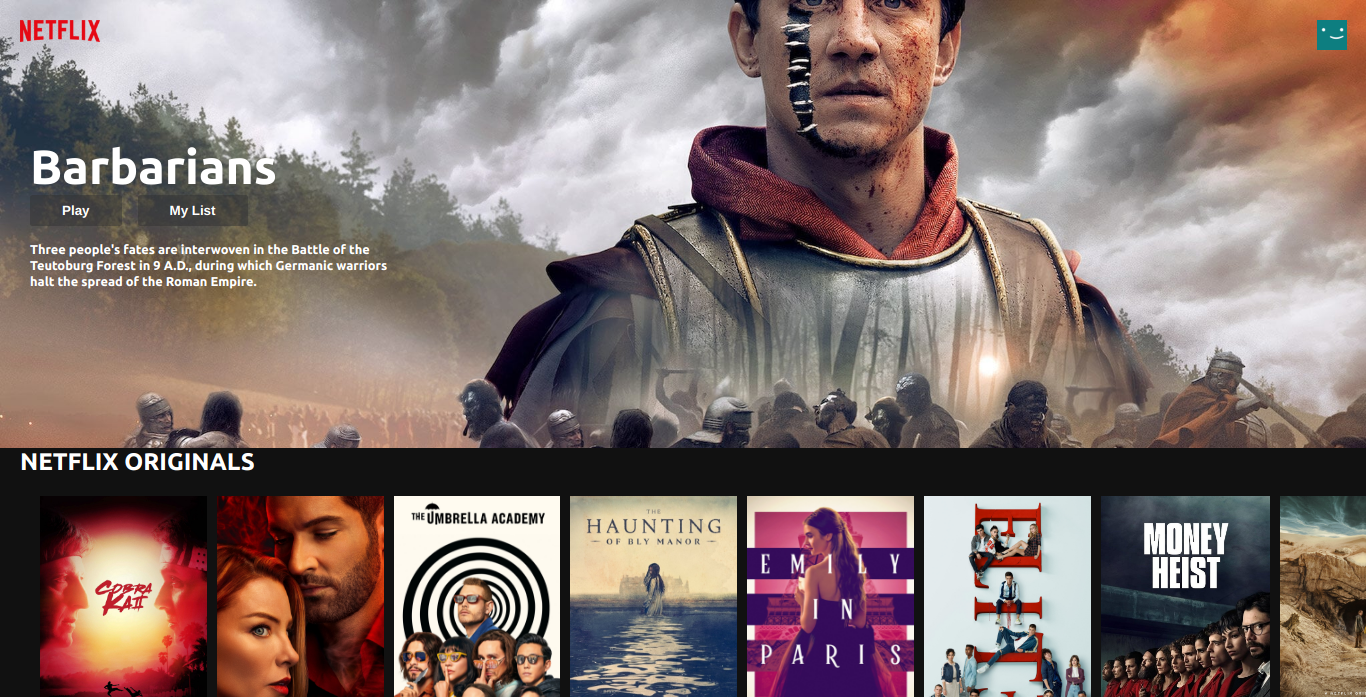 NETFLIX
Barbarians
Play
My List
Three people's fates are interwoven in the Battle of the
Teutoburg Forest in 9 A.D., during which Germanic warriors
halt the spread of the Roman Empire.
NETFLIX ORIGINALS
COBRA
KAI
THE UMBRELLA ACADEMY
THE
HAUNTING
OF BLY MANOR
EMILY
IN
PARIS
MONEY
HEIST